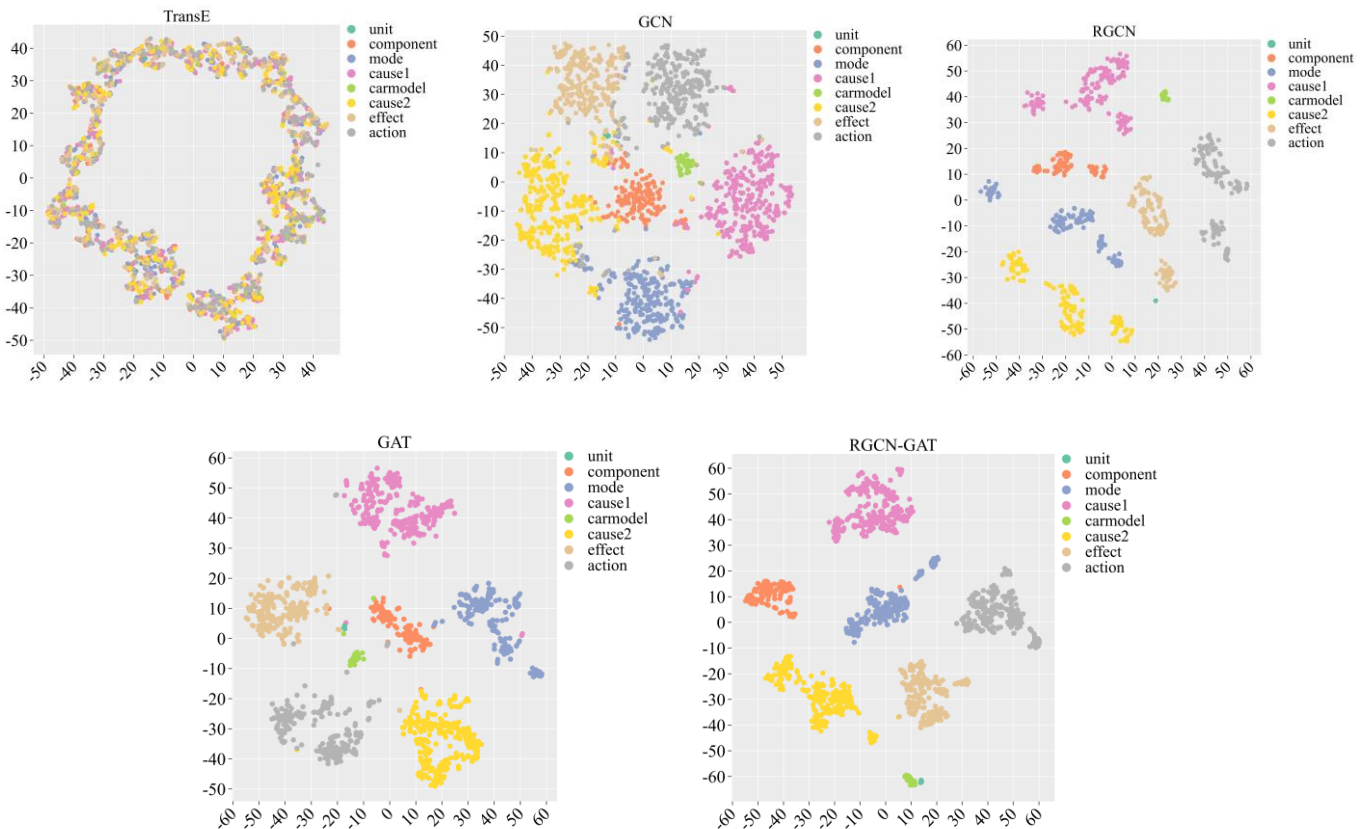 TransE
40
30
20
10
0
-10
-20
-30
-40
-50
-50 -40 -30 -20 -10 0 10 20 30 40
unit
component
mode
cause1
carmodel
cause2
effect
action
GCN
50
40
30
20
10
0
-10
-20
-30
-40
-50
-50 -40 -30 -20 -10 0 10 20 30 40 50
unit
component
mode
cause1
carmodel
cause2
effect
action
RGCN
60
50
40
30
20
10
0
-10
-20
-30
-40
-50
-60
-60 -50 -40 -30 -20 -10 0 10 20 30 40 50 60
unit
component
mode
cause1
carmodel
cause2
effect
action
GAT
60
50
40
30
20
10
0
-10
-20
-30
-40
-50
-60 -50 -40 -30 -20 -10 0 10 20 30 40 50 60
unit
component
mode
cause1
carmodel
cause2
effect
action
RGCN-GAT
60
50
40
30
20
10
0
-10
-20
-30
-40
-50
-60
-60 -50 -40 -30 -20 -10 0 10 20 30 40 50 60
unit
component
mode
cause1
carmodel
cause2
effect
action